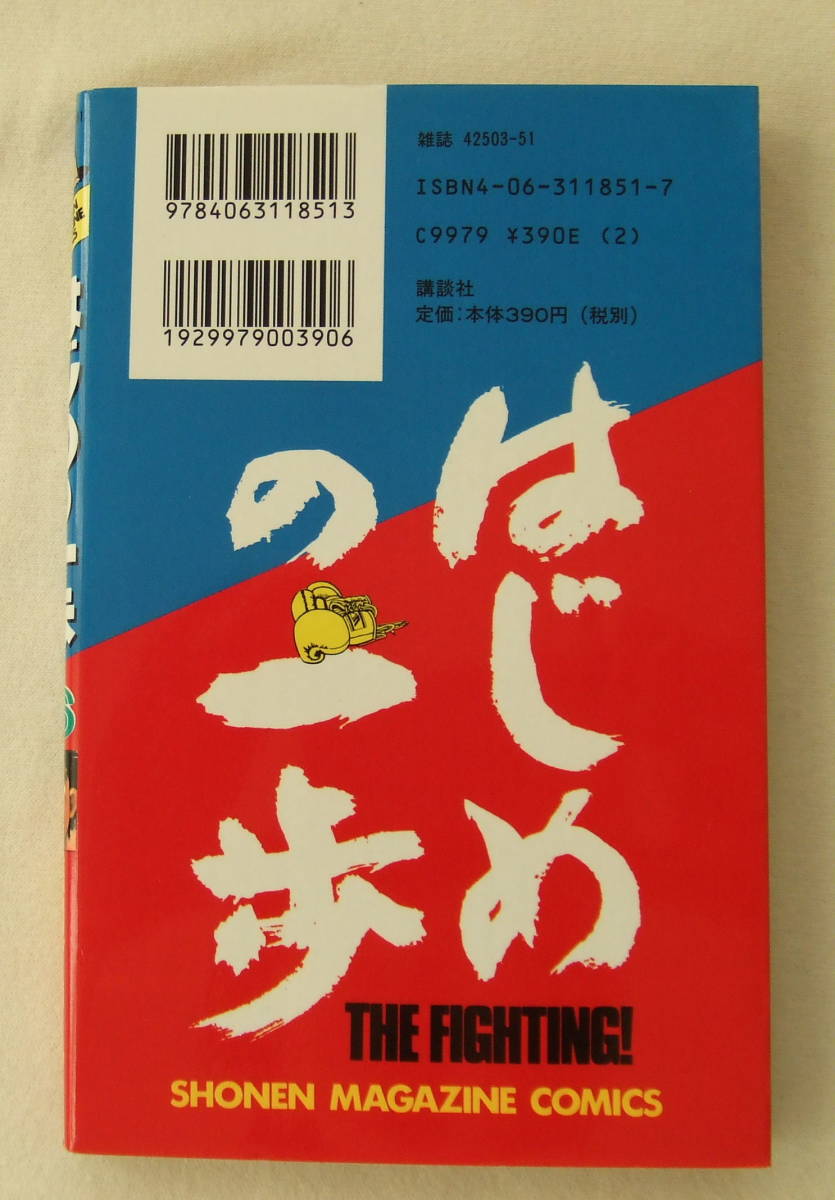 9784063118513
1929979003906
雑誌 42503-51
ISBN4-06-311851-7
C9979 ¥390E (2)
講談社
定価:本体390円(税別)
はじめ
の一歩
THE FIGHTING!
SHONEN MAGAZINE COMICS